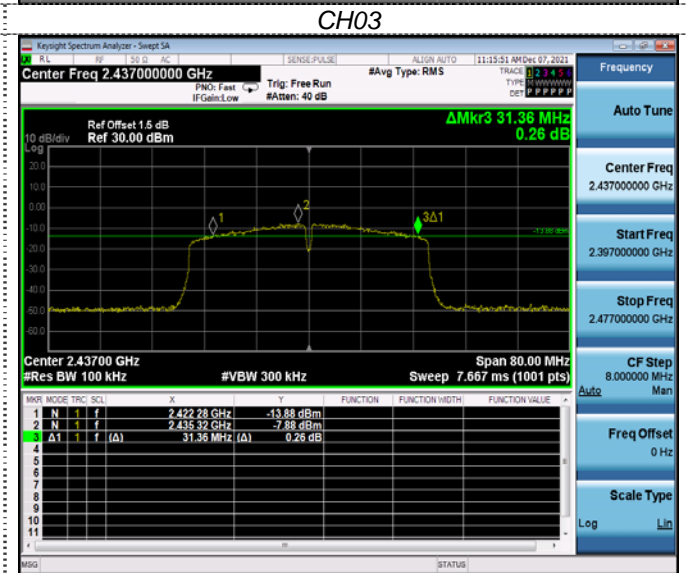 CH03
Keysight Spectrum Analyzer - Swept SA
RL RF 50 Ω AC SENSE:PULSE ALIGN AUTO 11:15:51 AM Dec 07, 2021
Center Freq 2.437000000 GHz #Avg Type: RMS TRACE 1 2 3 4 5 6
PNO: Fast Trig: Free Run TYPE M WWWWW
IFGain:Low #Atten: 40 dB DET P P P P P P
Ref Offset 1.5 dB ΔMkr3 31.36 MHz
10 dB/div Ref 30.00 dBm 0.26 dB
Log
20.0
10.0
0.00
1 2 3Δ1
-10.0
-13.88 dBm
-20.0
-30.0
-40.0
-50.0
-60.0
Center 2.43700 GHz Span 80.00 MHz
#Res BW 100 kHz #VBW 300 kHz Sweep 7.667 ms (1001 pts)
MKR MODE TRC SCL X Y FUNCTION FUNCTION WIDTH FUNCTION VALUE
1 N 1 f 2.422 28 GHz -13.88 dBm
2 N 1 f 2.435 32 GHz -7.88 dBm
3 Δ1 1 f (Δ) 31.36 MHz (Δ) 0.26 dB
4
5
6
7
8
9
10
11
MSG STATUS
Frequency
Auto Tune
Center Freq
2.437000000 GHz
Start Freq
2.397000000 GHz
Stop Freq
2.477000000 GHz
CF Step
8.000000 MHz
Auto Man
Freq Offset
0 Hz
Scale Type
Log Lin